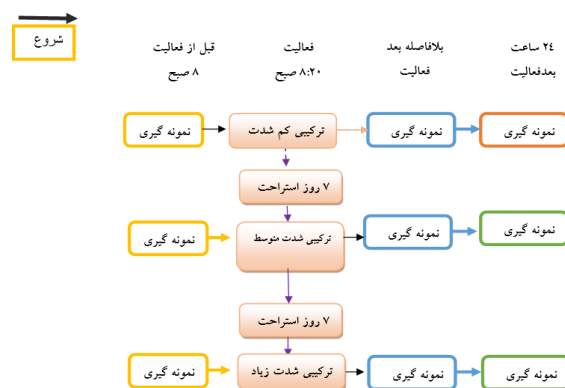 شروع
قبل از فعالیت
۸ صبح
فعالیت
۸:۲۰ صبح
بلافاصله بعد
فعالیت
۲٤ ساعت
بعدفعالیت
نمونه گیری
ترکیبی کم شدت
نمونه گیری
نمونه گیری
۷ روز استراحت
نمونه گیری
ترکیبی شدت متوسط
نمونه گیری
نمونه گیری
۷ روز استراحت
نمونه گیری
ترکیبی شدت زیاد
نمونه گیری
نمونه گیری